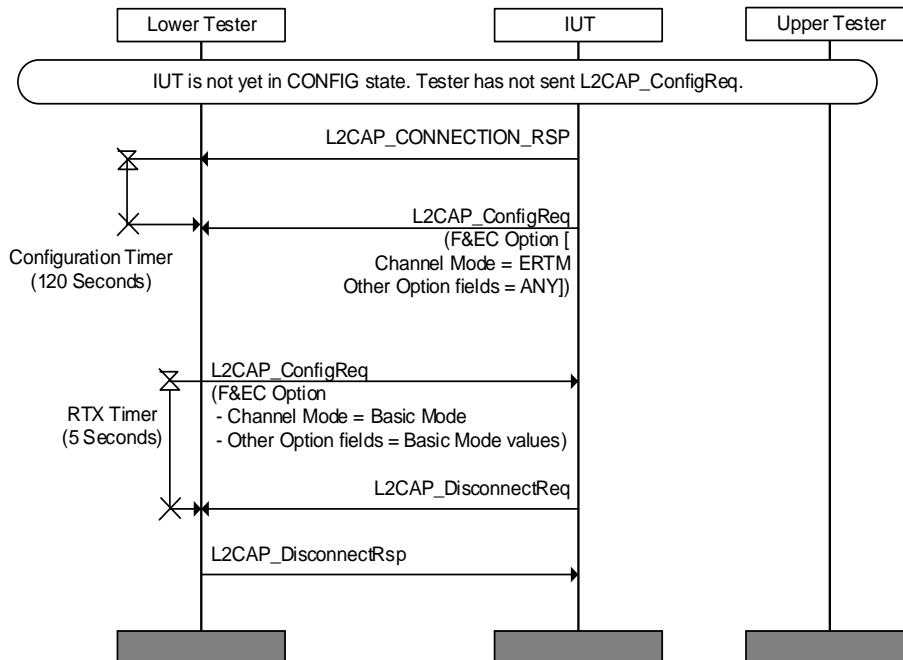 Lower Tester
IUT
Upper Tester
IUT is not yet in CONFIG state. Tester has not sent L2CAP_ConfigReq.
L2CAP_CONNECTION_RSP
L2CAP_ConfigReq
(F&EC Option [
Channel Mode = ERTM
Other Option fields = ANY])
Configuration Timer
(120 Seconds)
L2CAP_ConfigReq
(F&EC Option
- Channel Mode = Basic Mode
- Other Option fields = Basic Mode values)
RTX Timer
(5 Seconds)
L2CAP_DisconnectReq
L2CAP_DisconnectRsp